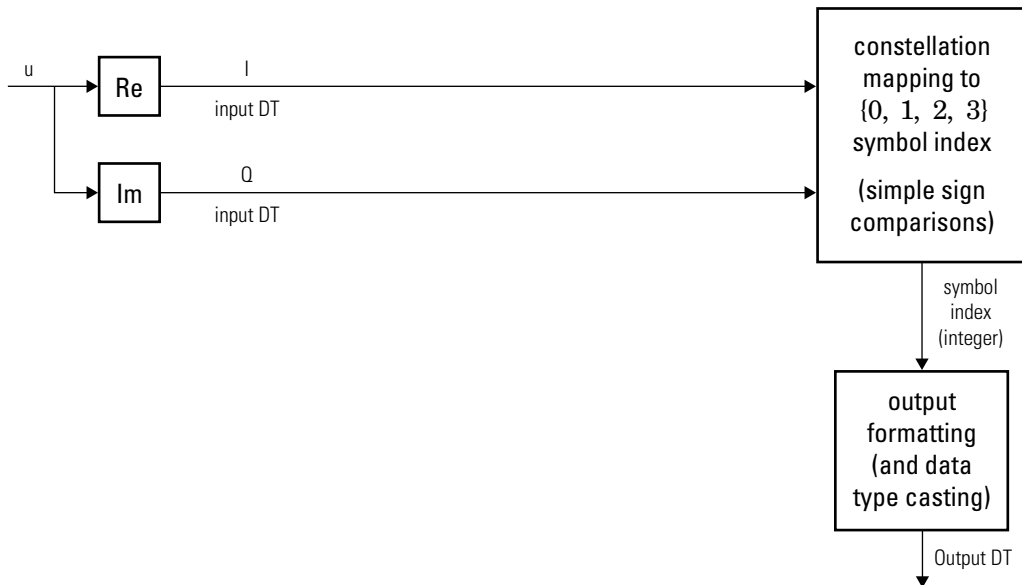 u
Re
I
input DT
Im
Q
input DT
constellation
mapping to
{0, 1, 2, 3}
symbol index
(simple sign
comparisons)
symbol
index
(integer)
output
formatting
(and data
type casting)
Output DT